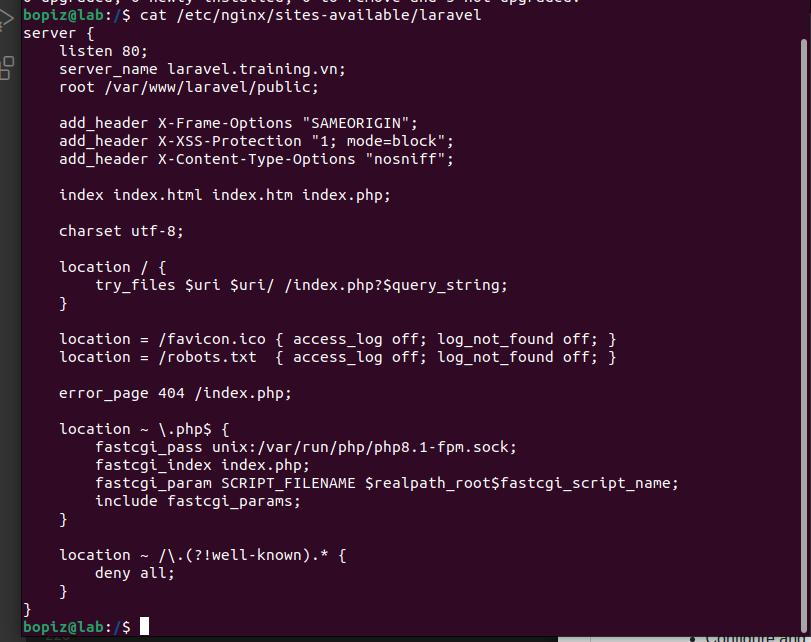 bopiz@lab:/$ cat /etc/nginx/sites-available/laravel
server {
    listen 80;
    server_name laravel.training.vn;
    root /var/www/laravel/public;

    add_header X-Frame-Options "SAMEORIGIN";
    add_header X-XSS-Protection "1; mode=block";
    add_header X-Content-Type-Options "nosniff";

    index index.html index.htm index.php;

    charset utf-8;

    location / {
        try_files $uri $uri/ /index.php?$query_string;
    }

    location = /favicon.ico { access_log off; log_not_found off; }
    location = /robots.txt  { access_log off; log_not_found off; }

    error_page 404 /index.php;

    location ~ \.php$ {
        fastcgi_pass unix:/var/run/php/php8.1-fpm.sock;
        fastcgi_index index.php;
        fastcgi_param SCRIPT_FILENAME $realpath_root$fastcgi_script_name;
        include fastcgi_params;
    }

    location ~ /\.(?!well-known).* {
        deny all;
    }
}
bopiz@lab:/$